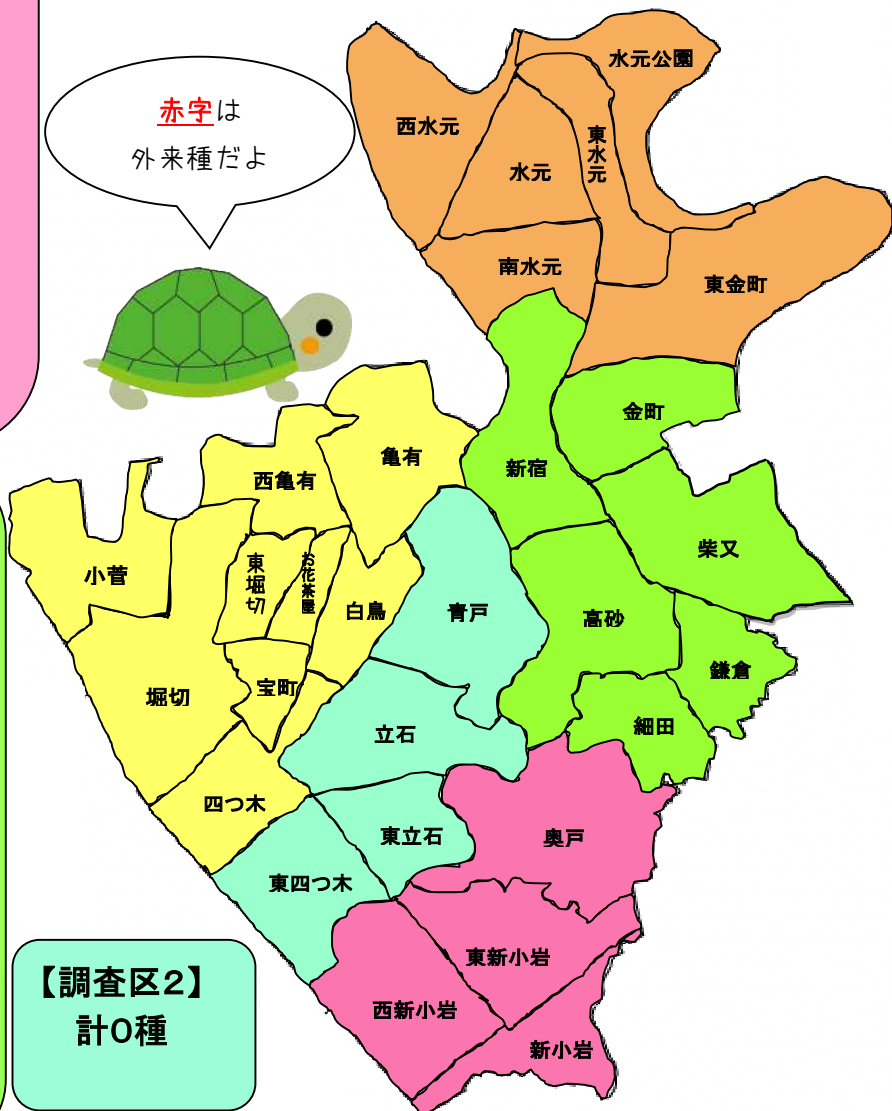 赤字は
外来種だよ
水元公園
西水元
東水元
水元
南水元
東金町
金町
亀有
新宿
西亀有
柴又
小菅
東堀切
お花茶屋
白鳥
青戸
高砂
鎌倉
堀切
宝町
細田
立石
四つ木
東立石
奥戸
東四つ木
東新小岩
西新小岩
新小岩
【調査区2】
計0種